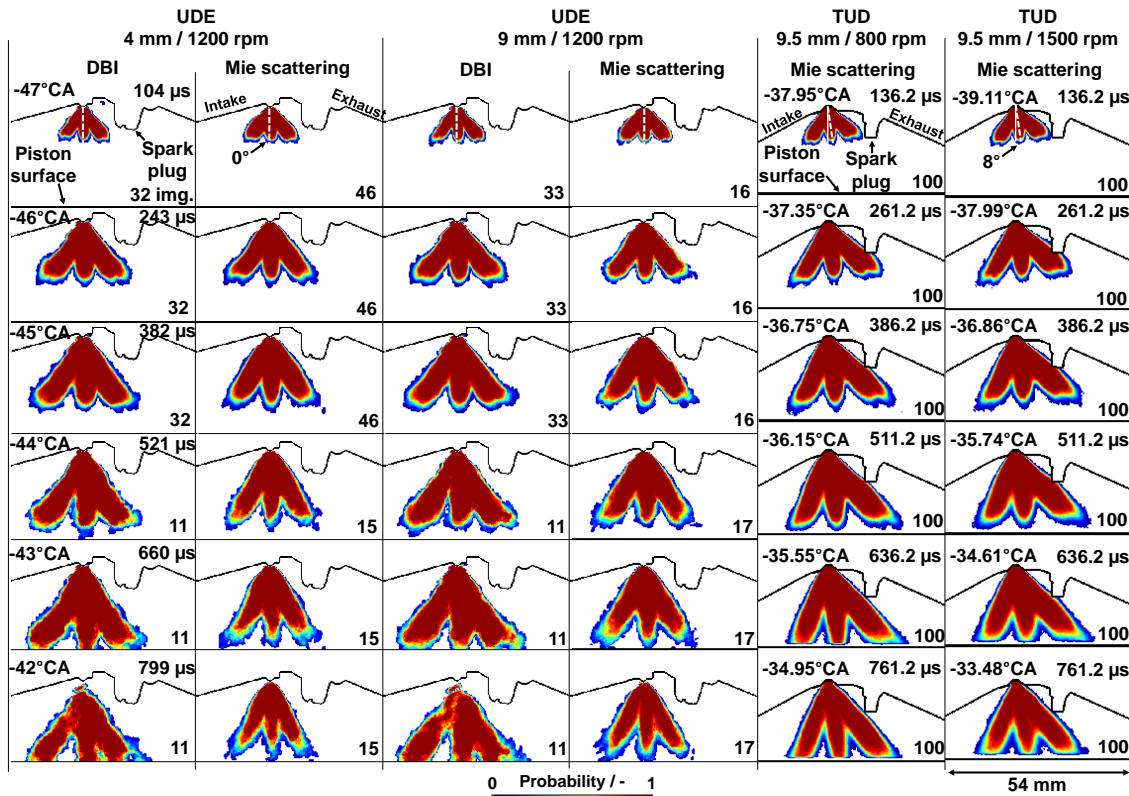 UDE
4 mm / 1200 rpm
UDE
9 mm / 1200 rpm
TUD
9.5 mm / 800 rpm
TUD
9.5 mm / 1500 rpm
DBI
Mie scattering
DBI
Mie scattering
Mie scattering
Mie scattering
-47°CA
104 µs
Intake
Exhaust
-37.95°CA
136.2 µs
-39.11°CA
136.2 µs
Intake
Exhaust
0°
8°
Piston
surface
Spark
plug
Piston
surface
Spark
plug
32 img.
46
33
16
100
100
-46°CA
243 µs
-37.35°CA
261.2 µs
-37.99°CA
261.2 µs
32
46
33
16
100
100
-45°CA
382 µs
-36.75°CA
386.2 µs
-36.86°CA
386.2 µs
32
46
33
16
100
100
-44°CA
521 µs
-36.15°CA
511.2 µs
-35.74°CA
511.2 µs
11
15
11
17
100
100
-43°CA
660 µs
-35.55°CA
636.2 µs
-34.61°CA
636.2 µs
11
15
11
17
100
100
-42°CA
799 µs
-34.95°CA
761.2 µs
-33.48°CA
761.2 µs
11
15
11
17
100
100
0 Probability / - 1
54 mm